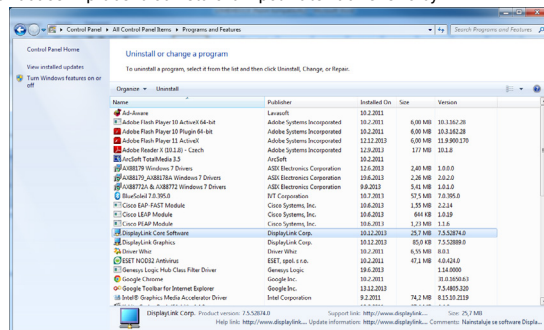 Control Panel ▸ All Control Panel Items ▸ Programs and Features
Search Programs and Features
Control Panel Home
View installed updates
Turn Windows features on or off
Uninstall or change a program
To uninstall a program, select it from the list and then click Uninstall, Change, or Repair.
Organize Uninstall
Name Publisher Installed On Size Version
Ad-Aware Lavasoft 10.2.2011
Adobe Flash Player 10 ActiveX 64-bit Adobe Systems Incorporated 10.2.2011 6,00 MB 10.3.162.28
Adobe Flash Player 10 Plugin 64-bit Adobe Systems Incorporated 10.2.2011 6,00 MB 10.3.162.28
Adobe Flash Player 11 ActiveX Adobe Systems Incorporated 12.12.2013 6,00 MB 11.9.900.170
Adobe Reader X (10.1.8) - Czech Adobe Systems Incorporated 12.9.2013 177 MB 10.1.8
ArcSoft TotalMedia 3.5 ArcSoft 10.2.2011
AX88179 Windows 7 Drivers ASIX Electronics Corporation 10.6.2013 2,40 MB 1.0.0.0
AX88179_AX88178A Windows 7 Drivers ASIX Electronics Corporation 19.6.2013 2,26 MB 2.0.2.0
AX88772A & AX88772 Windows 7 Drivers ASIX Electronics Corporation 9.9.2013 5,41 MB 1.0.1.0
BlueSoleil 7.0.395.0 IVT Corporation 10.7.2013 57,5 MB 7.0.395.0
Cisco EAP-FAST Module Cisco Systems, Inc. 10.6.2013 1,55 MB 2.2.14
Cisco LEAP Module Cisco Systems, Inc. 10.6.2013 644 KB 1.0.19
Cisco PEAP Module Cisco Systems, Inc. 10.6.2013 1,23 MB 1.1.6
DisplayLink Core Software DisplayLink Corp. 10.12.2013 25,7 MB 7.5.52874.0
DisplayLink Graphics DisplayLink Corp. 10.12.2013 85,0 KB 7.5.52889.0
Driver Whiz Driver Whiz 10.2.2011 6,55 MB 8.0.1
ESET NOD32 Antivirus ESET, spol. s r.o. 10.2.2011 47,1 MB 4.0.424.0
Genesys Logic Hub Class Filter Driver Genesys Logic 19.6.2013 1.14.0000
Google Chrome Google Inc. 10.12.2013 31.0.1650.63
Google Toolbar for Internet Explorer Google Inc. 13.12.2013 7.5.4805.320
Intel® Graphics Media Accelerator Driver Intel Corporation 9.2.2011 74,2 MB 8.15.10.2119
DisplayLink Corp. Product version: 7.5.52874.0 Support link: http://www.displaylink.... Size: 25,7 MB
Help link: http://www.displaylink.... Update information: http://www.displaylink.... Comments: Nainstaluje se software Displa...